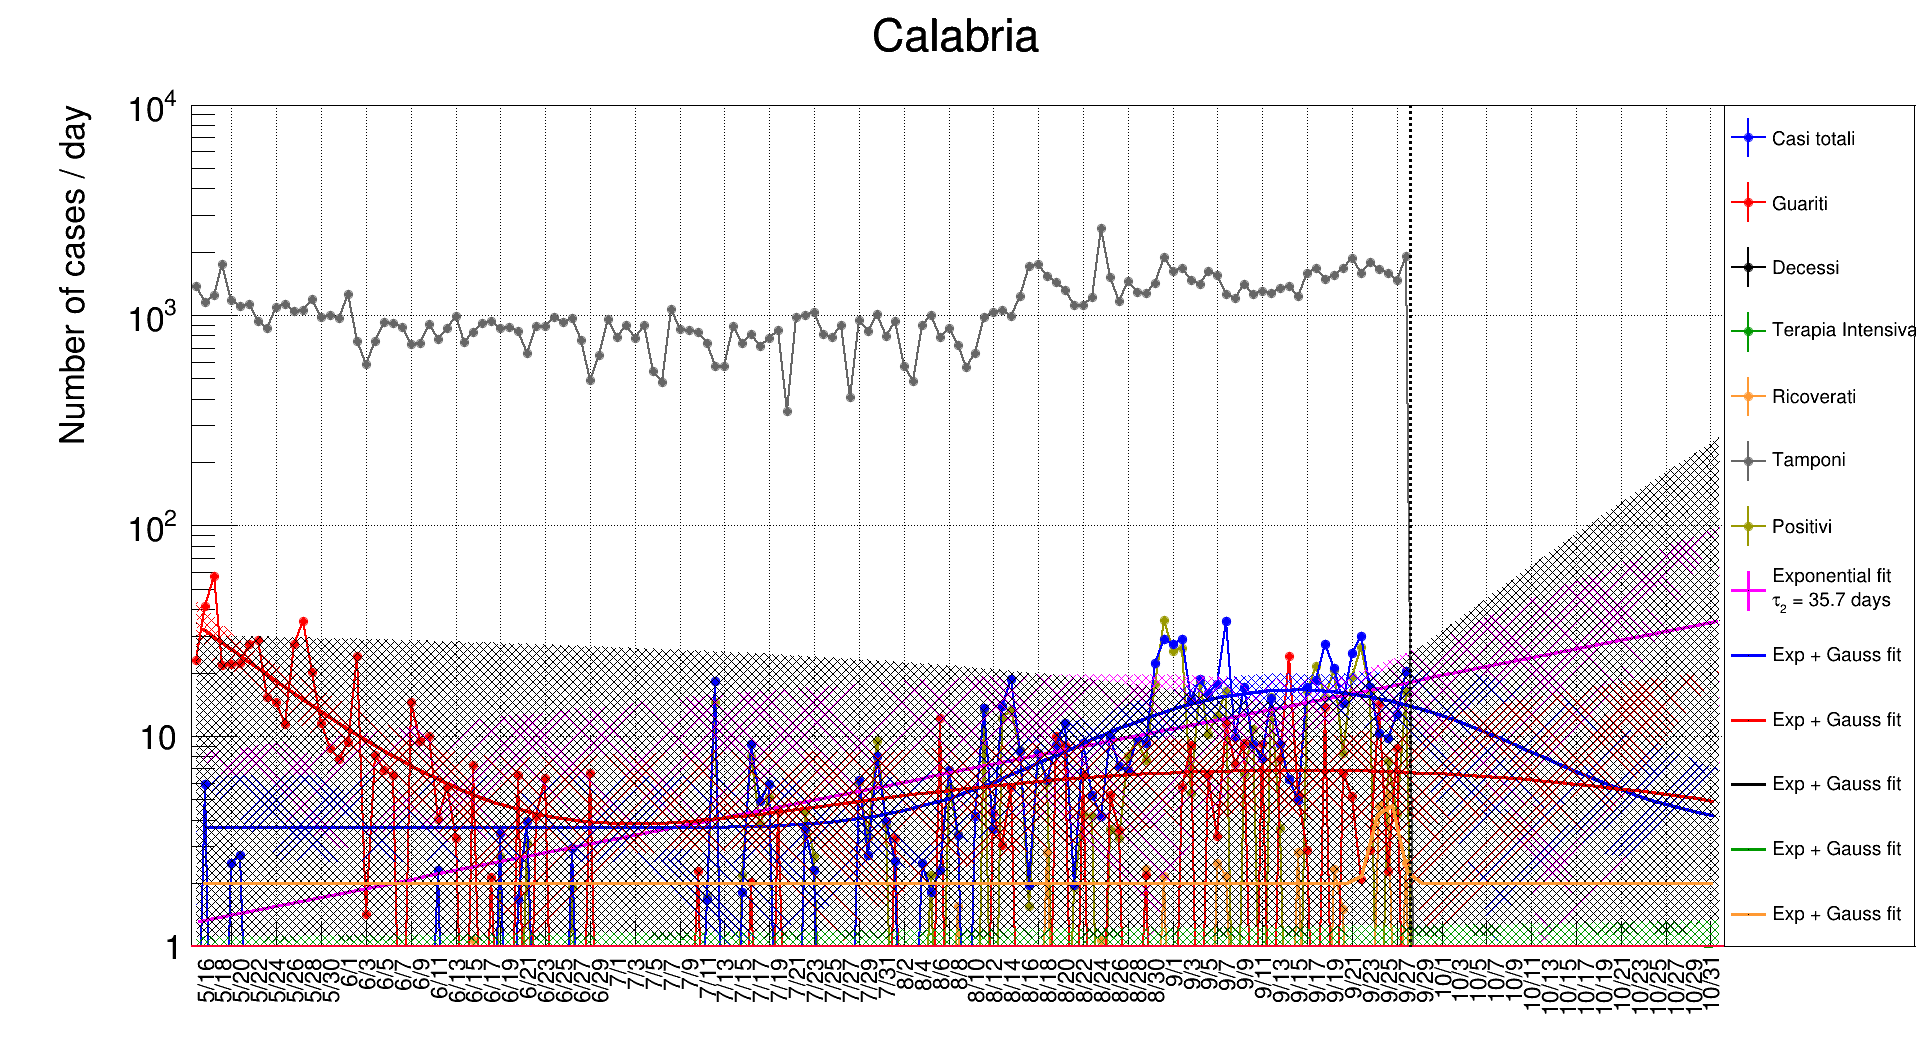 Calabria
Number of cases / day
10^4
10^3
10^2
10
1
5/16 5/18 5/20 5/22 5/24 5/26 5/28 5/30 6/1 6/3 6/5 6/7 6/9 6/11 6/13 6/15 6/17 6/19 6/21 6/23 6/25 6/27 6/29 7/1 7/3 7/5 7/7 7/9 7/11 7/13 7/15 7/17 7/19 7/21 7/23 7/25 7/27 7/29 7/31 8/2 8/4 8/6 8/8 8/10 8/12 8/14 8/16 8/18 8/20 8/22 8/24 8/26 8/28 8/30 9/1 9/3 9/5 9/7 9/9 9/11 9/13 9/15 9/17 9/19 9/21 9/23 9/25 9/27 9/29 10/1 10/3 10/5 10/7 10/9 10/11 10/13 10/15 10/17 10/19 10/21 10/23 10/25 10/27 10/29 10/31
Casi totali
Guariti
Decessi
Terapia Intensiva
Ricoverati
Tamponi
Positivi
Exponential fit
τ₂ = 35.7 days
Exp + Gauss fit
Exp + Gauss fit
Exp + Gauss fit
Exp + Gauss fit
Exp + Gauss fit